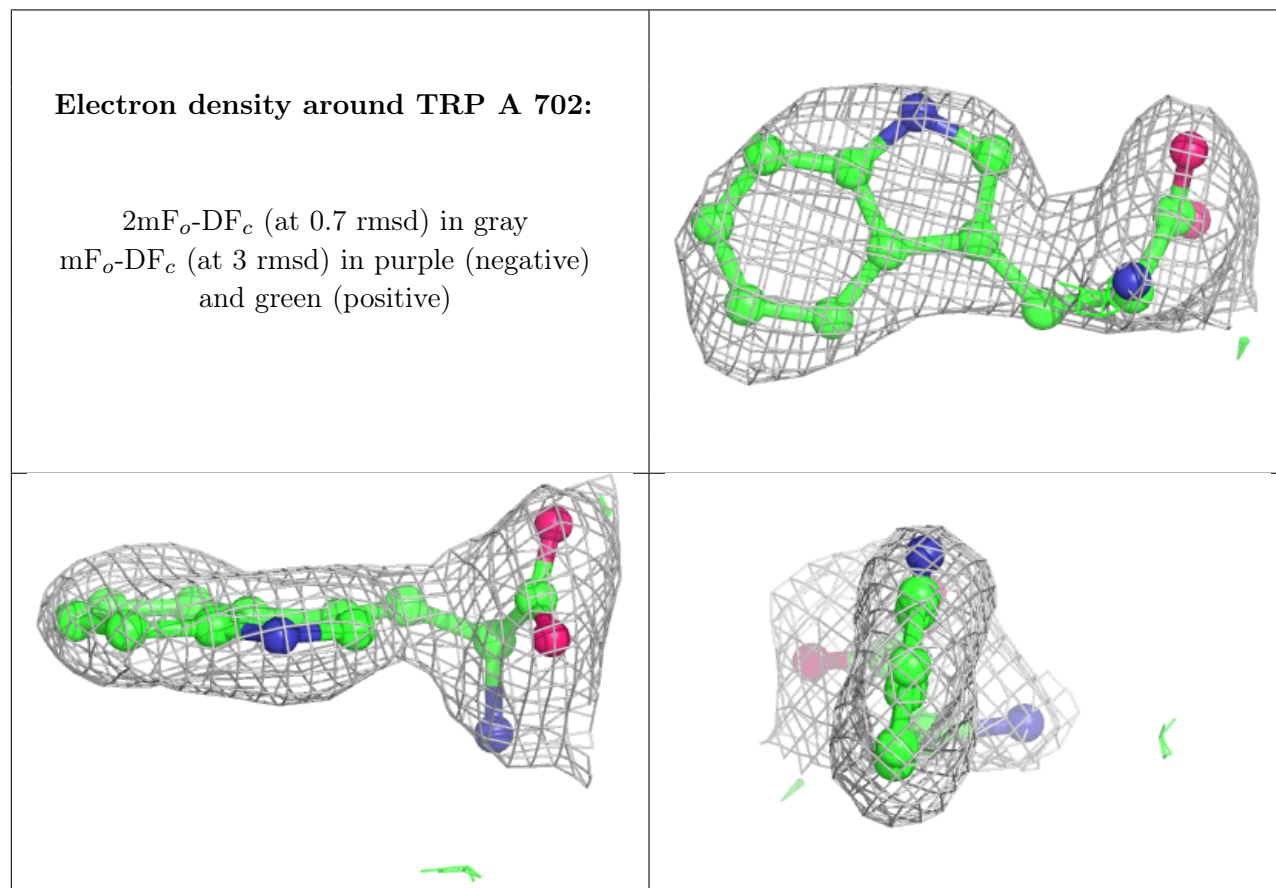 Electron density around TRP A 702:
2mFₒ-DF𝑐 (at 0.7 rmsd) in gray
mFₒ-DF𝑐 (at 3 rmsd) in purple (negative)
and green (positive)